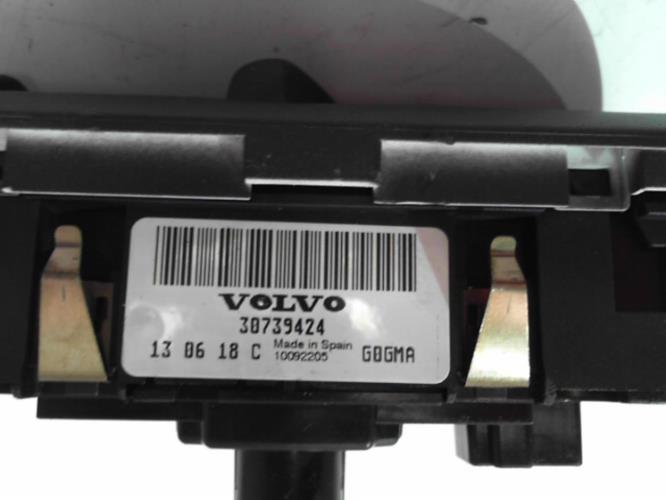 VOLVO
30739424
13 06 18 C Made in Spain G0GMA
10092205